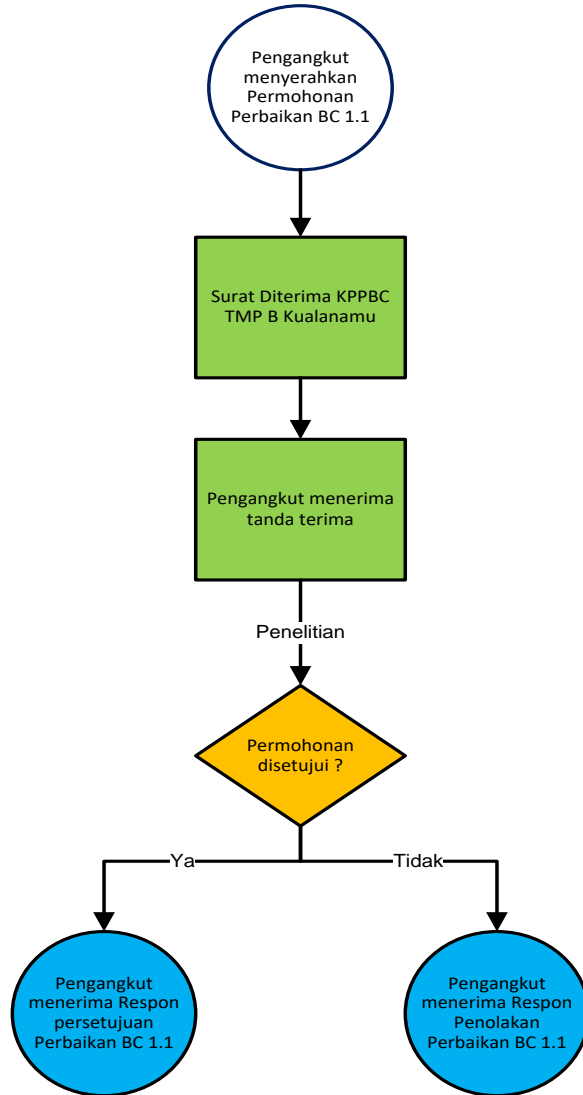 Pengangkut
menyerahkan
Permohonan
Perbaikan BC 1.1
Surat Diterima KPPBC
TMP B Kualanamu
Pengangkut menerima
tanda terima
Penelitian
Permohonan
disetujui ?
Ya
Tidak
Pengangkut
menerima Respon
persetujuan
Perbaikan BC 1.1
Pengangkut
menerima Respon
Penolakan
Perbaikan BC 1.1